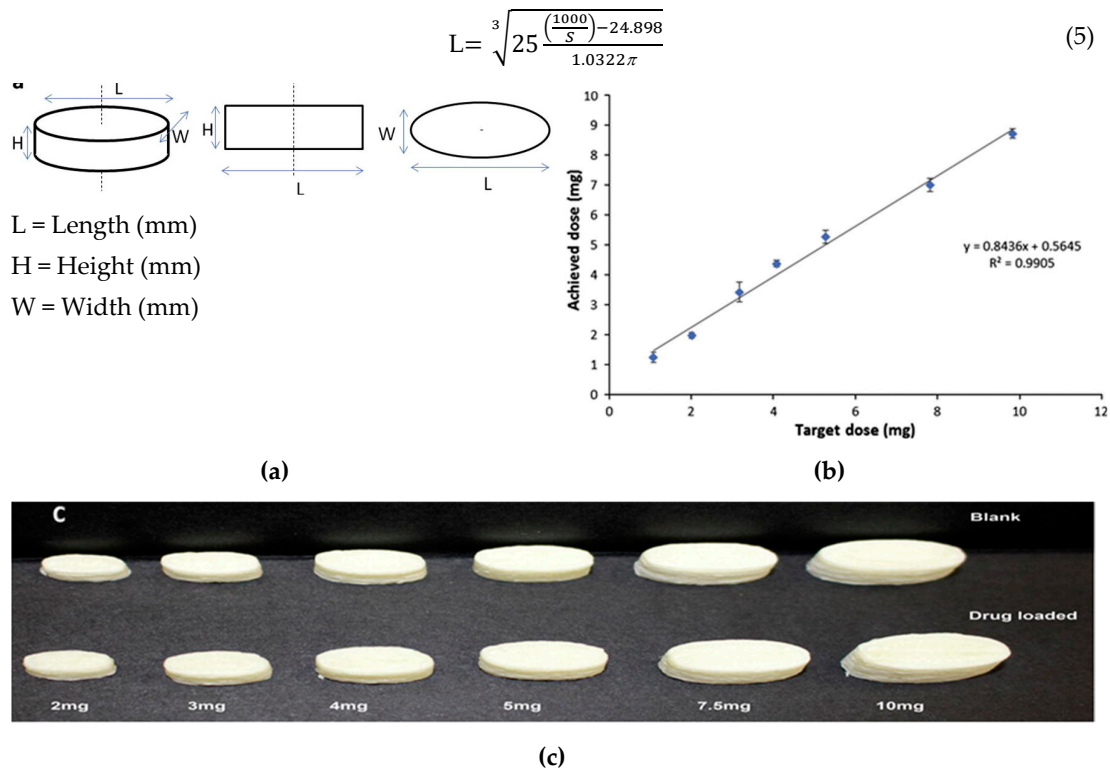 L= ∛(25 ((1000/S)−24.898)/1.0322π) (5)
a
L
H
W
H
L
W
L
L = Length (mm)
H = Height (mm)
W = Width (mm)
10
9
8
7
6
5
4
3
2
1
0
Achieved dose (mg)
y = 0.8436x + 0.5645
R² = 0.9905
0 2 4 6 8 10 12
Target dose (mg)
(a) (b)
C
Blank
Drug loaded
2mg 3mg 4mg 5mg 7.5mg 10mg
(c)